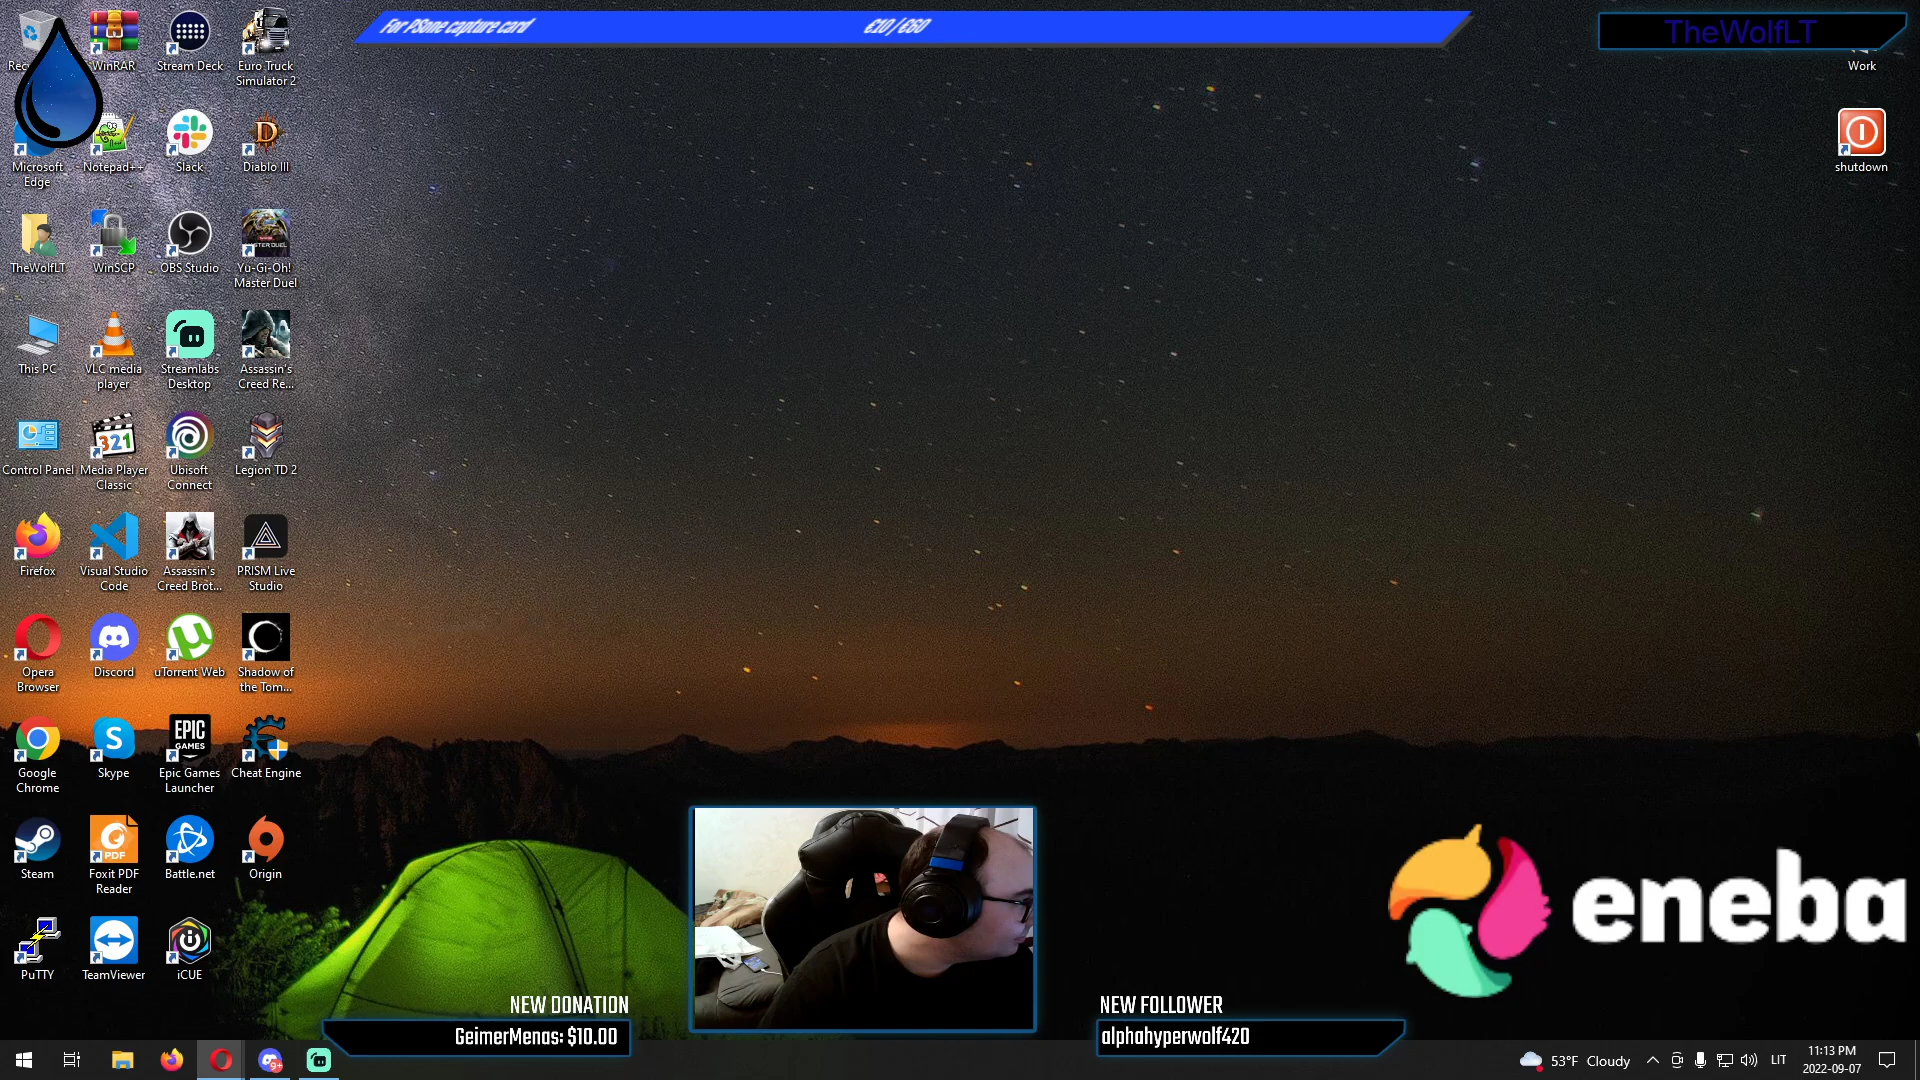 For PSone capture card
€10 / €60
TheWolfLT
WinRAR
Stream Deck
Euro Truck
Simulator 2
Work
Microsoft
Edge
Notepad++
Slack
Diablo III
shutdown
TheWolfLT
WinSCP
OBS Studio
Yu-Gi-Oh!
Master Duel
This PC
VLC media
player
Streamlabs
Desktop
Assassin's
Creed Re...
Control Panel
321
Media Player
Classic
Ubisoft
Connect
Legion TD 2
Firefox
Visual Studio
Code
Assassin's
Creed Brot...
PRISM Live
Studio
Opera
Browser
Discord
uTorrent Web
Shadow of
the Tom...
Google
Chrome
Skype
EPIC
GAMES
Epic Games
Launcher
Cheat Engine
Steam
PDF
Foxit PDF
Reader
Battle.net
Origin
PuTTY
TeamViewer
iCUE
eneba
NEW DONATION
GeimerMenas: $10.00
NEW FOLLOWER
alphahyperwolf420
9+
53°F Cloudy
LIT
11:13 PM
2022-09-07